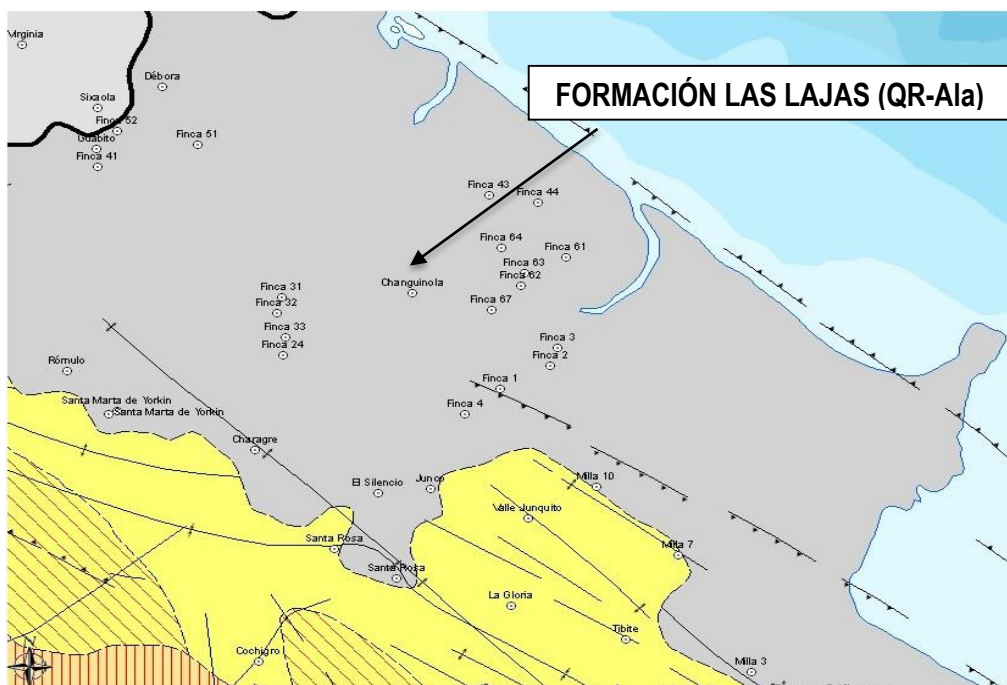 Virginia
Débora
FORMACIÓN LAS LAJAS (QR-Ala)
Sixaola
Finca 52
Guabito
Finca 51
Finca 41
Finca 43
Finca 44
Finca 64
Finca 61
Finca 63
Finca 62
Changuinola
Finca 31
Finca 32
Finca 67
Finca 33
Finca 24
Finca 3
Finca 2
Rómulo
Finca 1
Santa Marta de Yorkin
Santa Marta de Yorkin
Finca 4
Charagre
El Silencio
Junco
Milla 10
Valle Junquito
Santa Rosa
Milla 7
Santa Rosa
La Gloria
Tibite
Cochigro
Milla 3